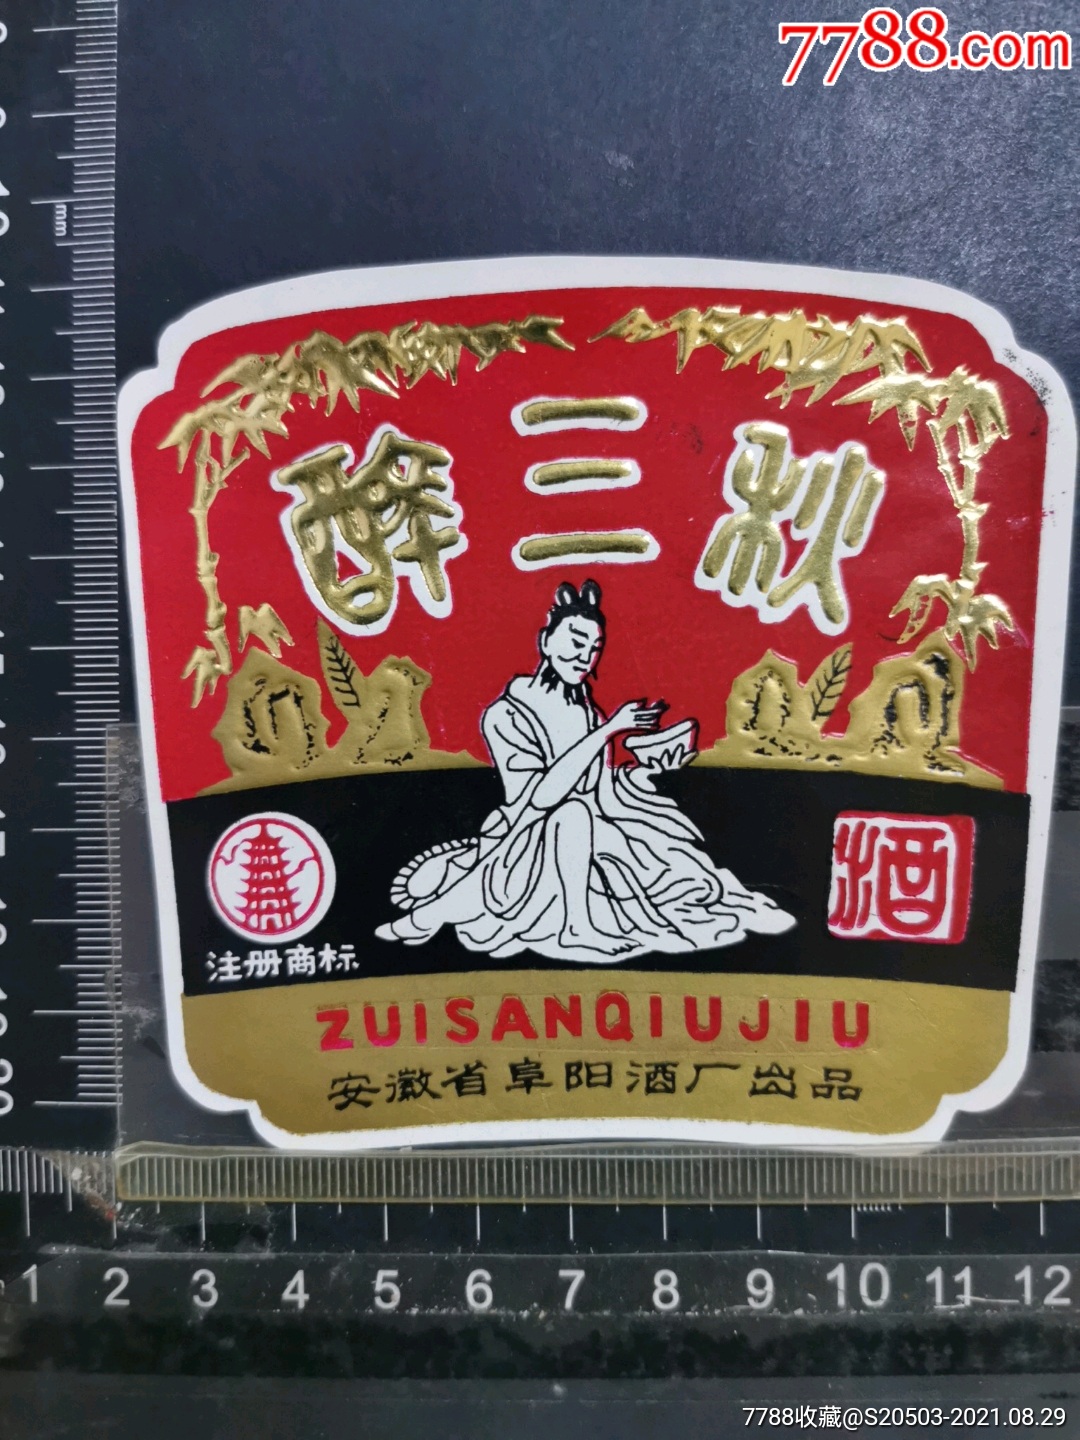 7788.com
醉三秋
酒
注册商标
ZUISANQIUJIU
安徽省阜阳酒厂出品
mm
1 2 3 4 5 6 7 8 9 10 11 12
7788收藏@S20503-2021.08.29